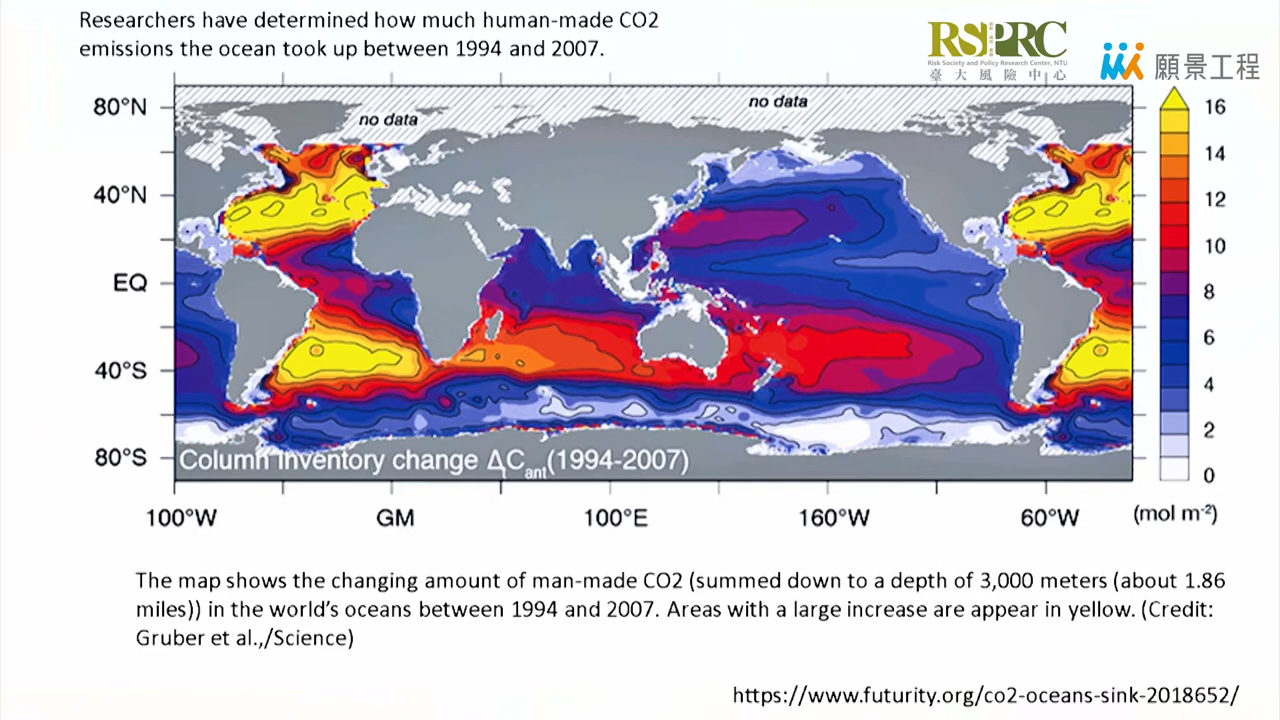 Researchers have determined how much human-made CO2
emissions the ocean took up between 1994 and 2007.
RSPRC
Risk Society and Policy Research Center, NTU
臺大風險中心
願景工程
80°N
40°N
EQ
40°S
80°S
no data
no data
Column inventory change ΔCant(1994-2007)
100°W
GM
100°E
160°W
60°W
16
14
12
10
8
6
4
2
0
(mol m-2)
The map shows the changing amount of man-made CO2 (summed down to a depth of 3,000 meters (about 1.86
miles)) in the world’s oceans between 1994 and 2007. Areas with a large increase are appear in yellow. (Credit:
Gruber et al.,/Science)
https://www.futurity.org/co2-oceans-sink-2018652/